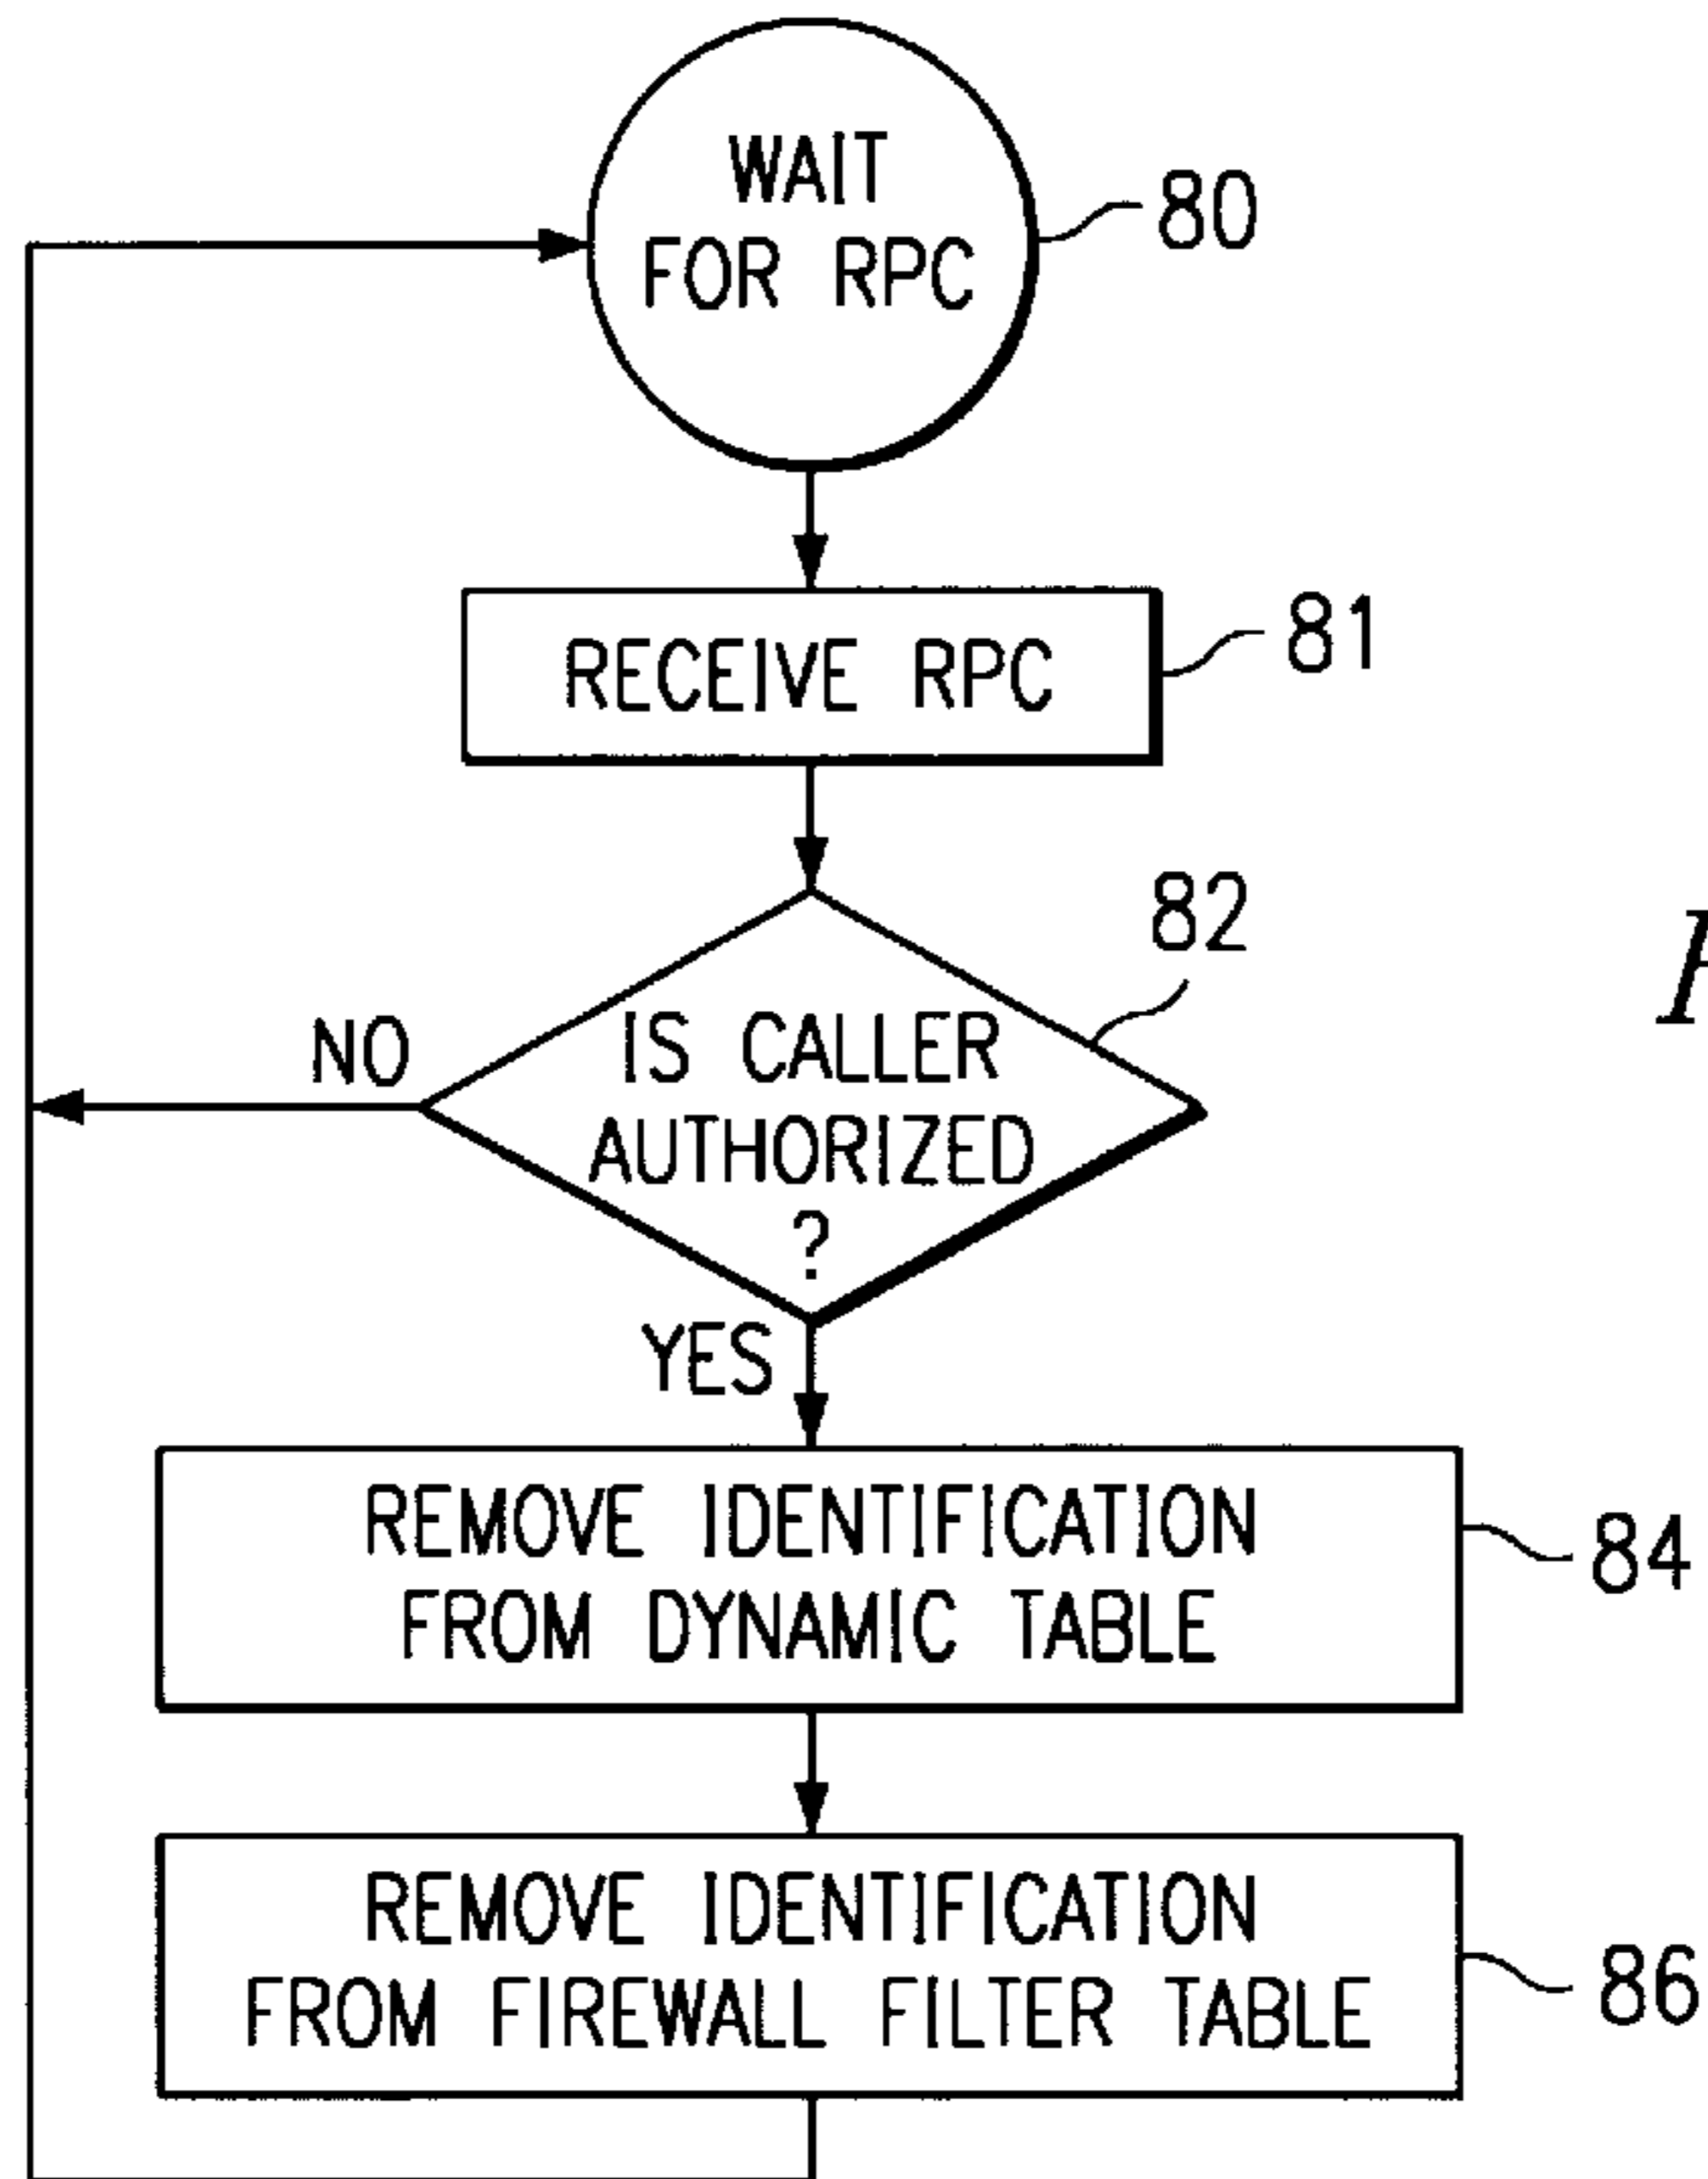 WAIT
FOR RPC
80
RECEIVE RPC
81
82
NO
IS CALLER
AUTHORIZED
?
YES
REMOVE IDENTIFICATION
FROM DYNAMIC TABLE
84
REMOVE IDENTIFICATION
FROM FIREWALL FILTER TABLE
86